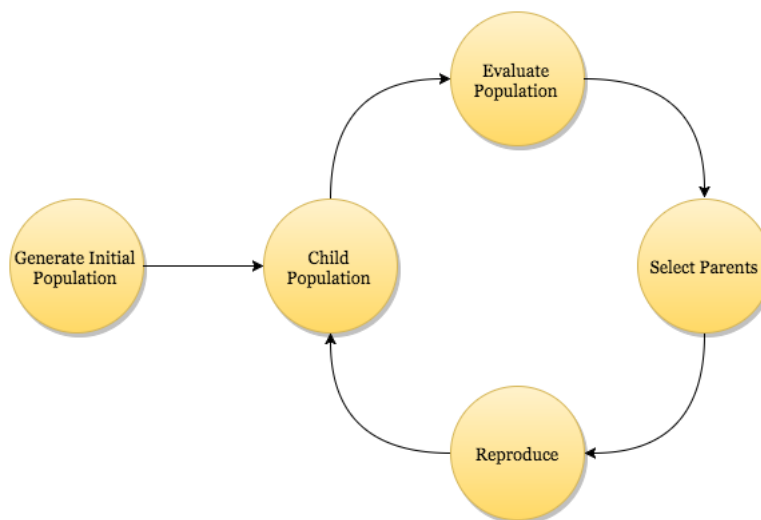 Generate Initial
Population
Child
Population
Evaluate
Population
Select Parents
Reproduce